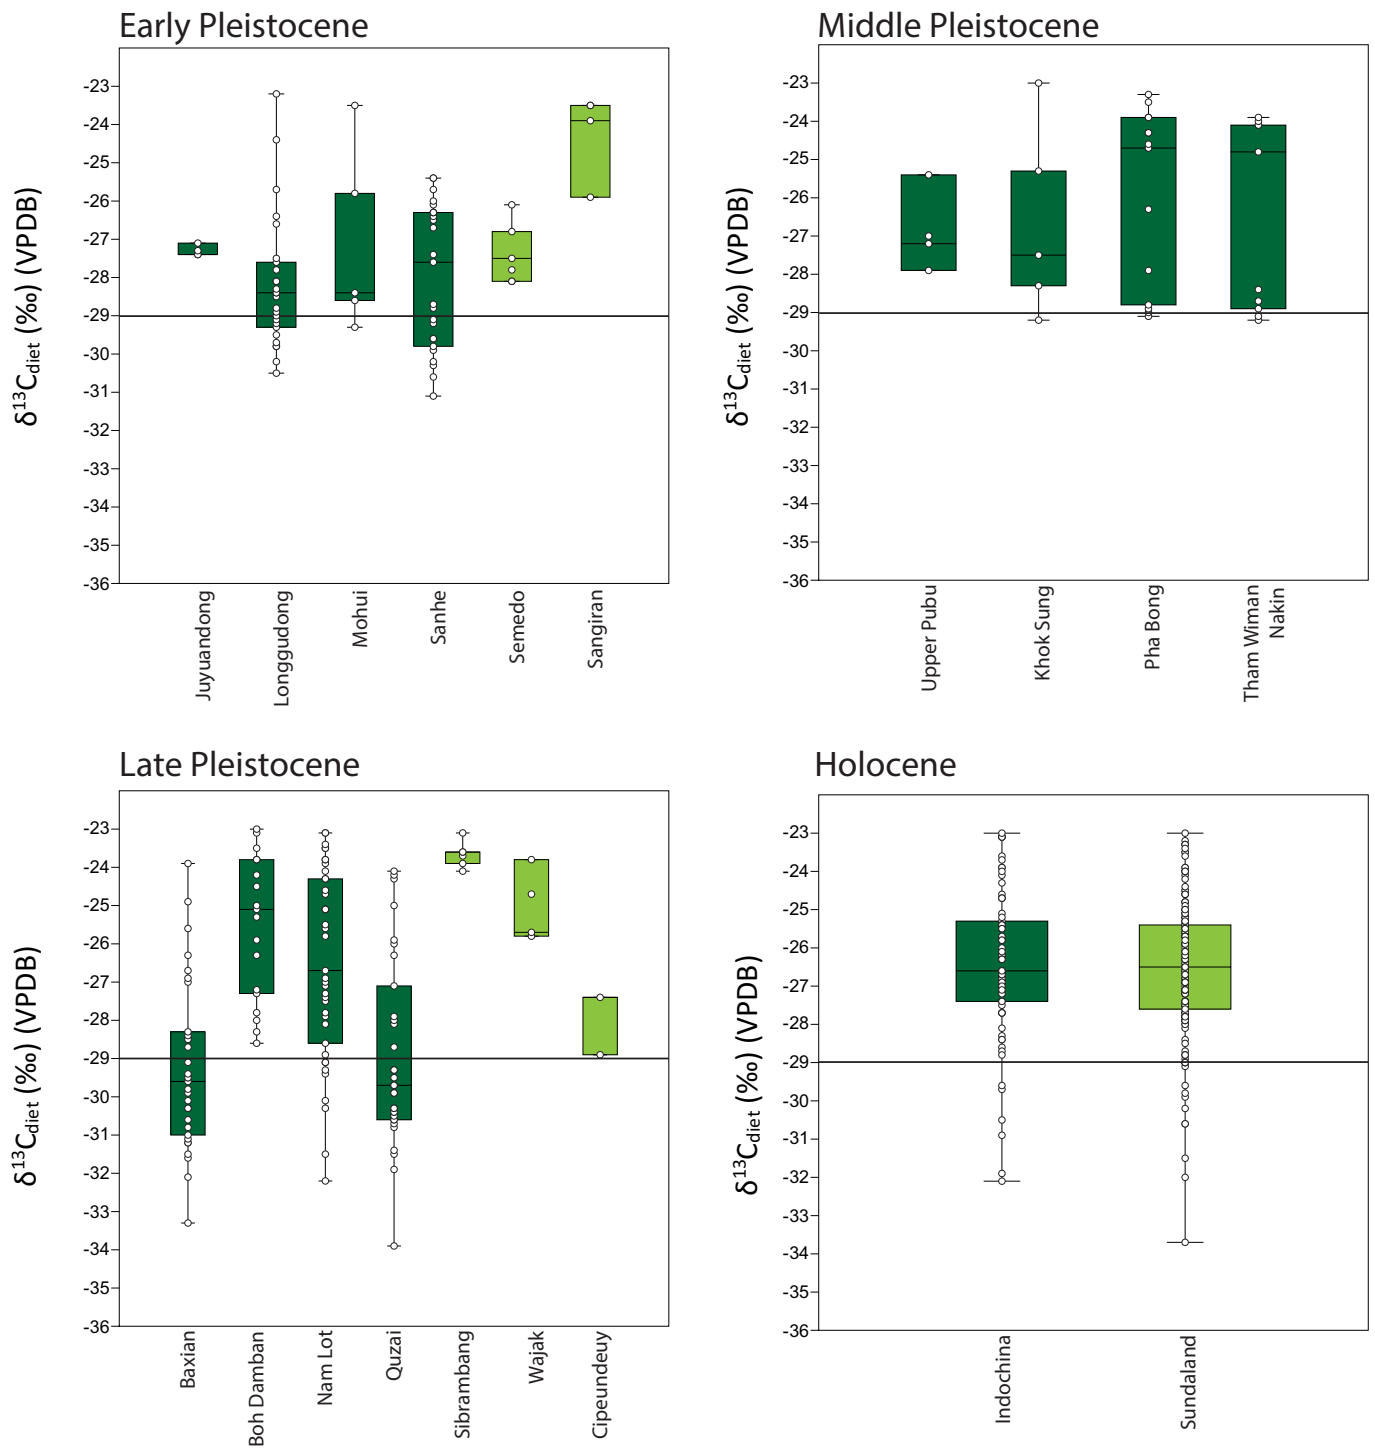 Early Pleistocene
δ13Cdiet (‰) (VPDB)
-23
-24
-25
-26
-27
-28
-29
-30
-31
-32
-33
-34
-35
-36
Juyuandong
Longgudong
Mohui
Sanhe
Semedo
Sangiran
Middle Pleistocene
δ13Cdiet (‰) (VPDB)
-23
-24
-25
-26
-27
-28
-29
-30
-31
-32
-33
-34
-35
-36
Upper Pubu
Khok Sung
Pha Bong
Tham Wiman
Nakin
Late Pleistocene
δ13Cdiet (‰) (VPDB)
-23
-24
-25
-26
-27
-28
-29
-30
-31
-32
-33
-34
-35
-36
Baxian
Boh Damban
Nam Lot
Quzai
Sibrambang
Wajak
Cipeundeuy
Holocene
δ13Cdiet (‰) (VPDB)
-23
-24
-25
-26
-27
-28
-29
-30
-31
-32
-33
-34
-35
-36
Indochina
Sundaland